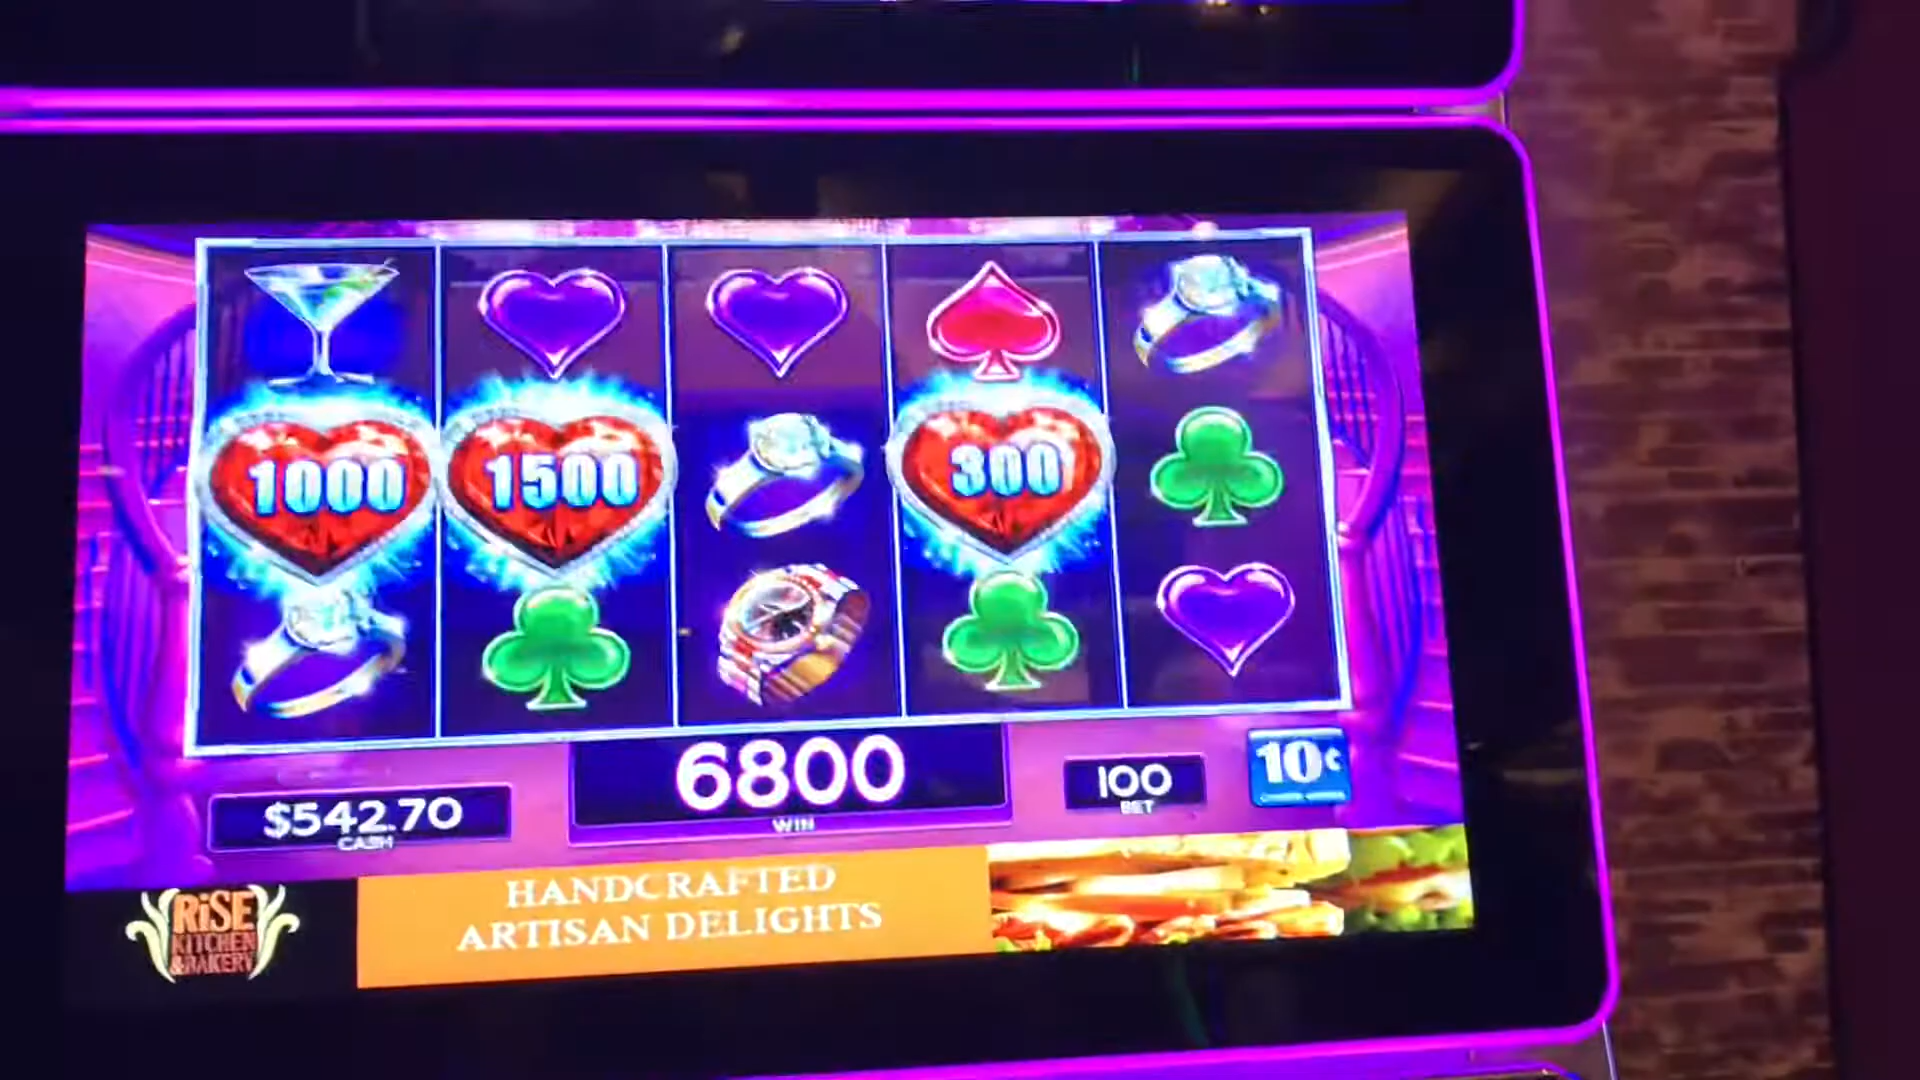 1000
1500
300
6800
WIN
$542.70
CASH
100
BET
10¢
RiSE
KITCHEN
& BAKERY
HANDCRAFTED
ARTISAN DELIGHTS